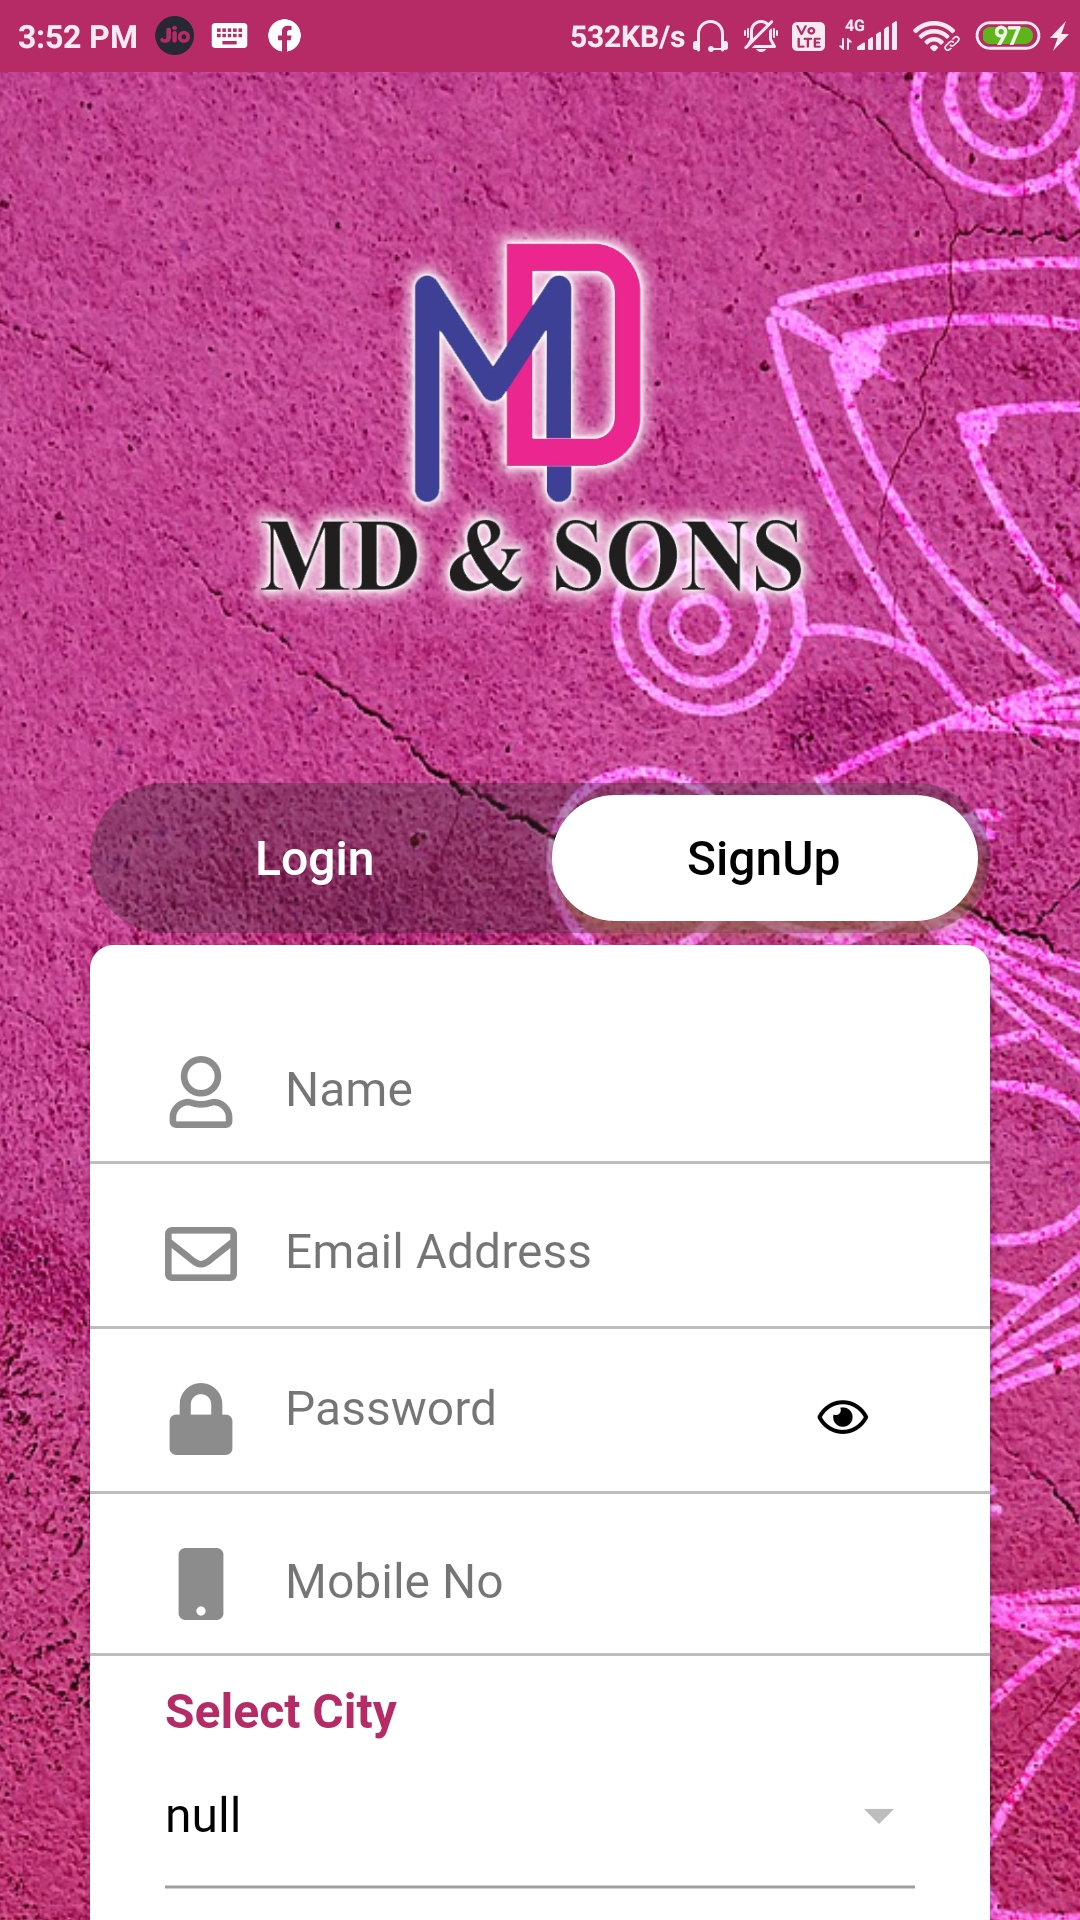 3:52 PM Jio 532KB/s Vo LTE 4G 97
MD
MD & SONS
Login SignUp
Name
Email Address
Password
Mobile No
Select City
null